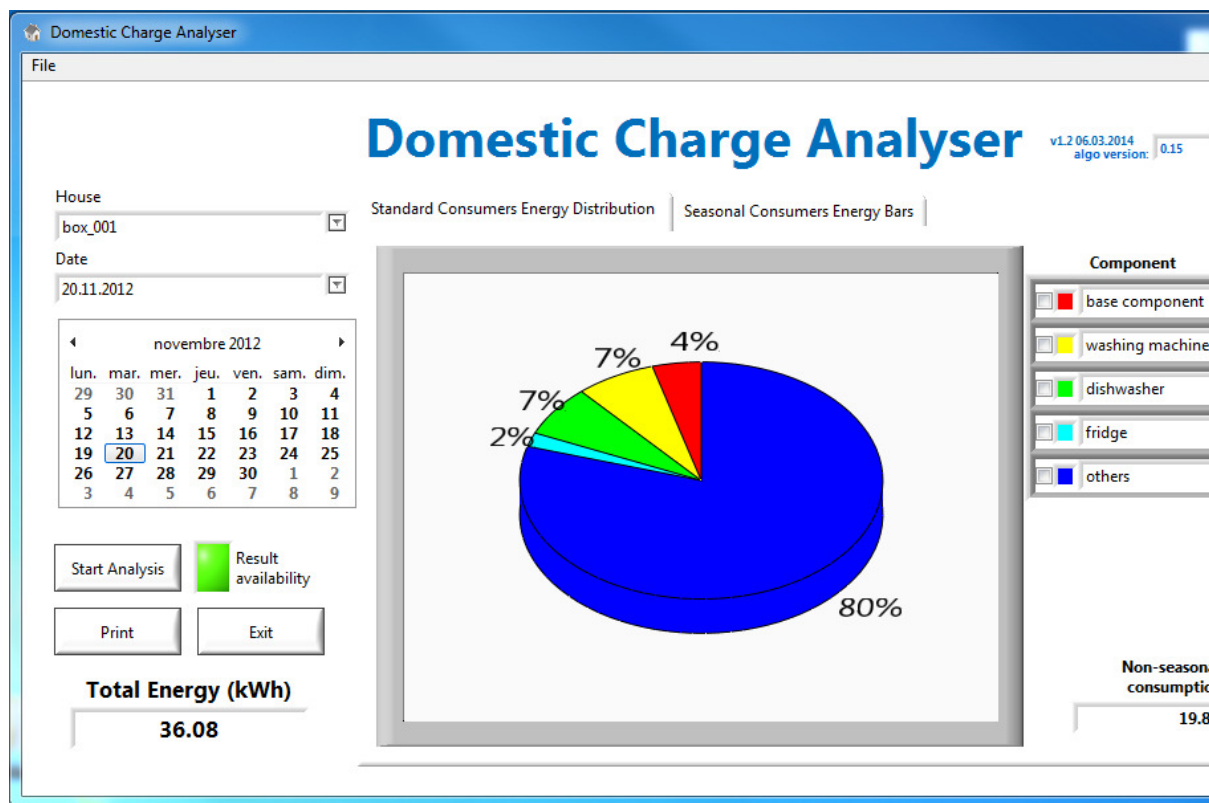 Domestic Charge Analyser
File
Domestic Charge Analyser
v1.2 06.03.2014
algo version: 0.15
House
box_001
Date
20.11.2012
novembre 2012
lun. mar. mer. jeu. ven. sam. dim.
29 30 31 1 2 3 4
5 6 7 8 9 10 11
12 13 14 15 16 17 18
19 20 21 22 23 24 25
26 27 28 29 30 1 2
3 4 5 6 7 8 9
Start Analysis
Result
availability
Print
Exit
Total Energy (kWh)
36.08
Standard Consumers Energy Distribution
Seasonal Consumers Energy Bars
4%
7%
7%
2%
80%
Component
base component
washing machine
dishwasher
fridge
others
Non-season
consumptio
19.8